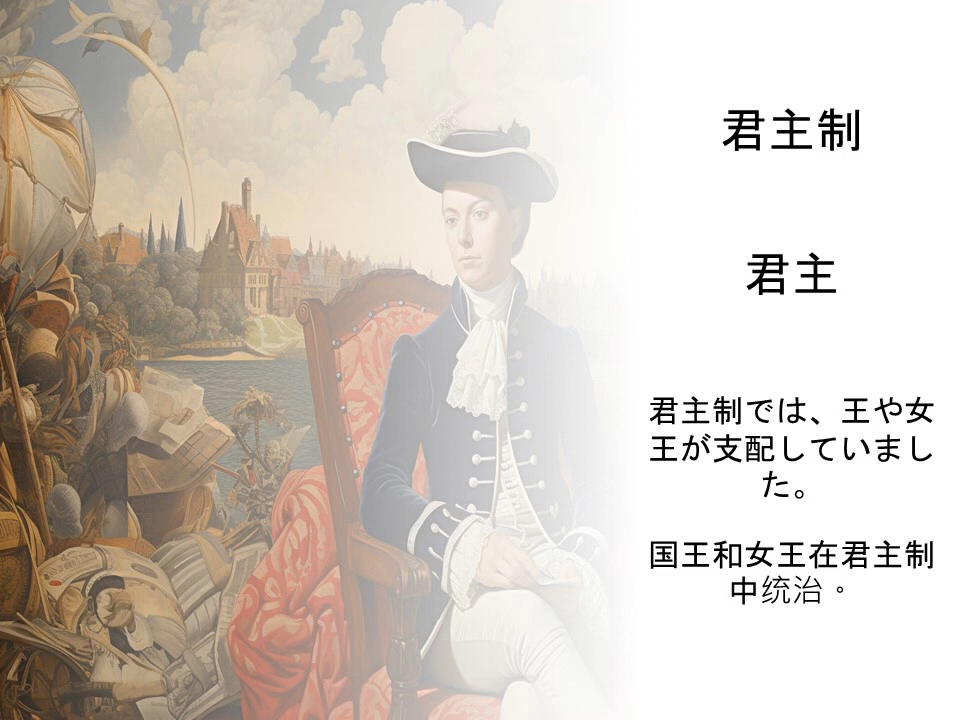 君主制
君主
君主制では、王や女
王が支配していまし
た。
国王和女王在君主制
中统治。